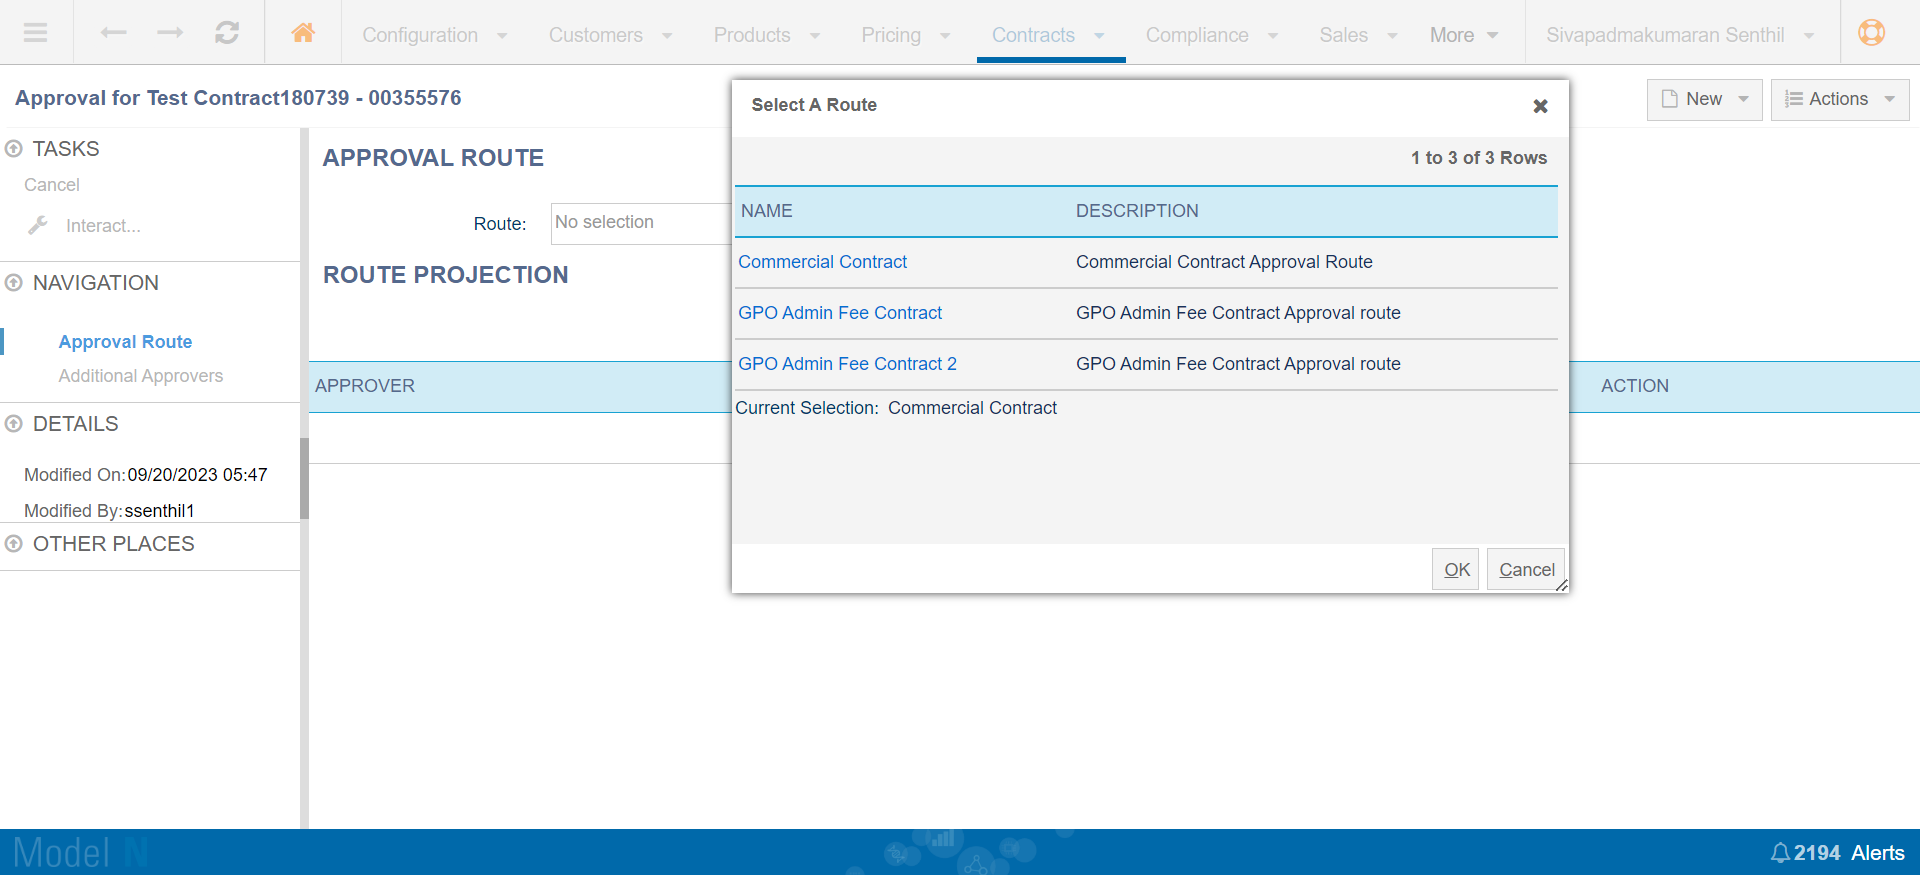 Configuration Customers Products Pricing Contracts Compliance Sales More Sivapadmakumaran Senthil
Approval for Test Contract180739 - 00355576
New Actions
TASKS
Cancel
Interact...
NAVIGATION
Approval Route
Additional Approvers
DETAILS
Modified On: 09/20/2023 05:47
Modified By: ssenthil1
OTHER PLACES
APPROVAL ROUTE
Route: No selection
ROUTE PROJECTION
APPROVER ACTION
Select A Route
1 to 3 of 3 Rows
NAME DESCRIPTION
Commercial Contract Commercial Contract Approval Route
GPO Admin Fee Contract GPO Admin Fee Contract Approval route
GPO Admin Fee Contract 2 GPO Admin Fee Contract Approval route
Current Selection: Commercial Contract
OK Cancel
Model N
2194 Alerts